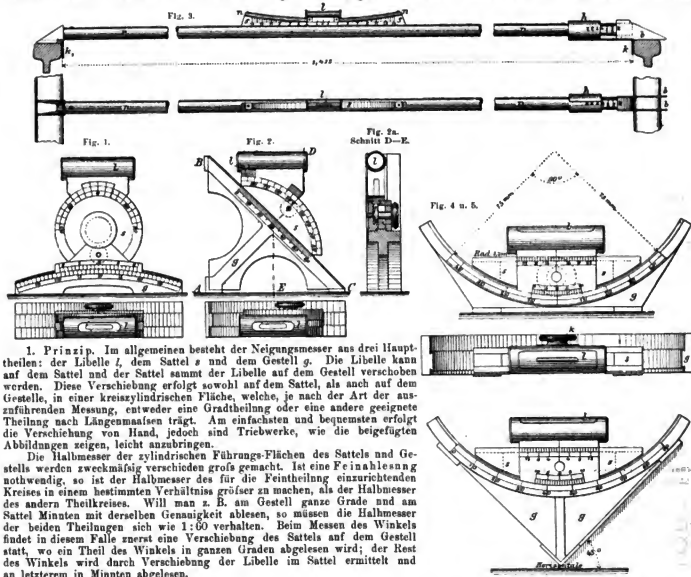 Fig. 3.
l
n
n
s
s
n
n
h
k,
k
b
1,435
n
l
n
h
b
b
Fig. 1.
Fig. 2.
Fig. 2a.
Schnitt D—E.
Fig. 4 u. 5.
l
s
g
B
l
D
s
g
A
E
C
l
90°
75 mm
75 mm
l
s
s
g
k
l
s
g
l
s
s
g
g
45°
Horizontale
1. Prinzip. Im allgemeinen besteht der Neigungsmesser aus drei Haupt-
theilen: der Libelle l, dem Sattel s und dem Gestell g. Die Libelle kann
auf dem Sattel und der Sattel sammt der Libelle auf dem Gestell verschoben
werden. Diese Verschiebung erfolgt sowohl auf dem Sattel, als auch auf dem
Gestelle, in einer kreiszylindrischen Fläche, welche, je nach der Art der aus-
zuführenden Messung, entweder eine Gradtheilung oder eine andere geeignete
Theilung nach Längenmaaſsen trägt. Am einfachsten und bequemsten erfolgt
die Verschiebung von Hand, jedoch sind Triebwerke, wie die beigefügten
Abbildungen zeigen, leicht anzubringen.
Die Halbmesser der zylindrischen Führungs-Flächen des Sattels und Ge-
stells werden zweckmäſsig verschieden groſs gemacht. Ist eine Feinablesung
nothwendig, so ist der Halbmesser des für die Feintheilung einzurichtenden
Kreises in einem bestimmten Verhältniss gröſser zu machen, als der Halbmesser
des andern Theilkreises. Will man z. B. am Gestell ganze Grade und am
Sattel Minuten mit derselben Genauigkeit ablesen, so müssen die Halbmesser
der beiden Theilungen sich wie 1:60 verhalten. Beim Messen des Winkels
findet in diesem Falle zuerst eine Verschiebung des Sattels auf dem Gestell
statt, wo ein Theil des Winkels in ganzen Graden abgelesen wird; der Rest
des Winkels wird durch Verschiebung der Libelle im Sattel ermittelt und
an letzterem in Minuten abgelesen.